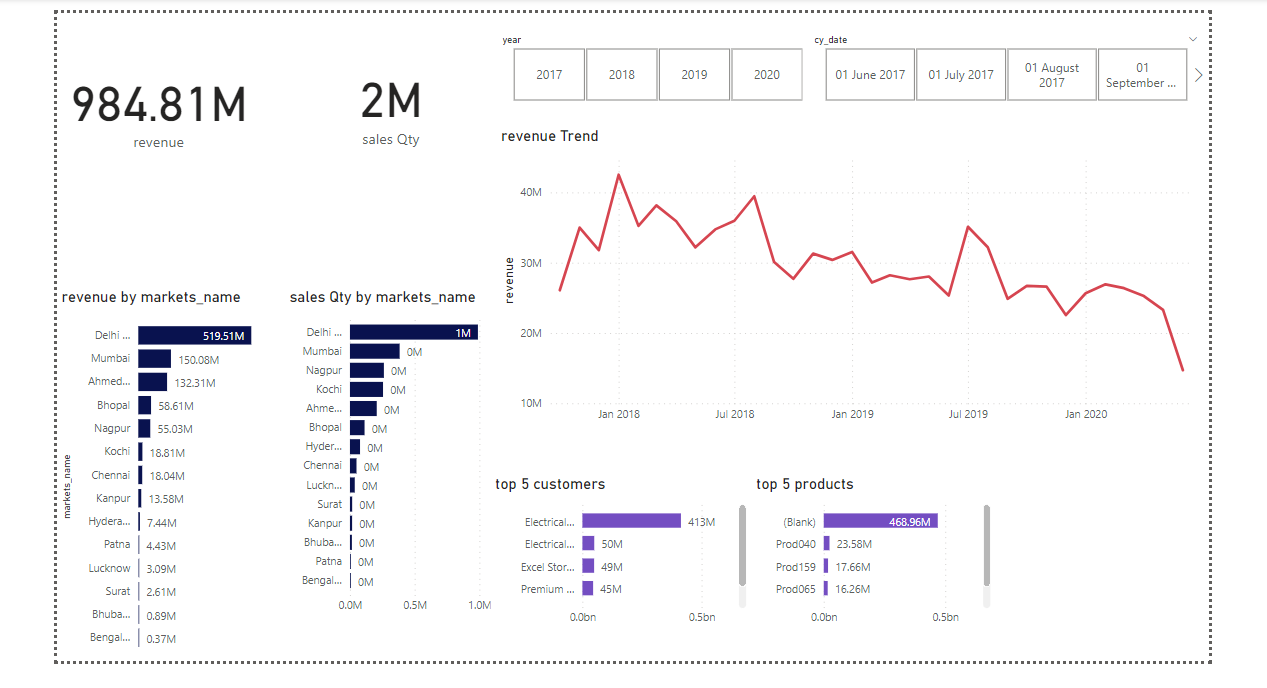 984.81M
revenue
2M
sales Qty
year
2017
2018
2019
2020
cy_date
01 June 2017
01 July 2017
01 August
2017
01
September ...
revenue Trend
revenue
40M
30M
20M
10M
Jan 2018
Jul 2018
Jan 2019
Jul 2019
Jan 2020
revenue by markets_name
markets_name
Delhi ... 519.51M
Mumbai 150.08M
Ahmed... 132.31M
Bhopal 58.61M
Nagpur 55.03M
Kochi 18.81M
Chennai 18.04M
Kanpur 13.58M
Hydera... 7.44M
Patna 4.43M
Lucknow 3.09M
Surat 2.61M
Bhuba... 0.89M
Bengal... 0.37M
sales Qty by markets_name
Delhi ... 1M
Mumbai 0M
Nagpur 0M
Kochi 0M
Ahme... 0M
Bhopal 0M
Hyder... 0M
Chennai 0M
Luckn... 0M
Surat 0M
Kanpur 0M
Bhuba... 0M
Patna 0M
Bengal... 0M
0.0M 0.5M 1.0M
top 5 customers
Electrical... 413M
Electrical... 50M
Excel Stor... 49M
Premium ... 45M
0.0bn 0.5bn
top 5 products
(Blank) 468.96M
Prod040 23.58M
Prod159 17.66M
Prod065 16.26M
0.0bn 0.5bn